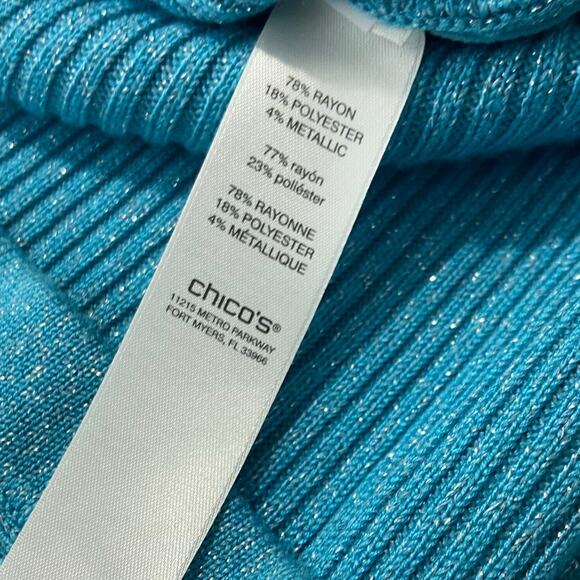 78% RAYON
18% POLYESTER
4% METALLIC
77% rayón
23% poliéster
78% RAYONNE
18% POLYESTER
4% MÉTALLIQUE
chico's®
11215 METRO PARKWAY
FORT MYERS, FL 33966